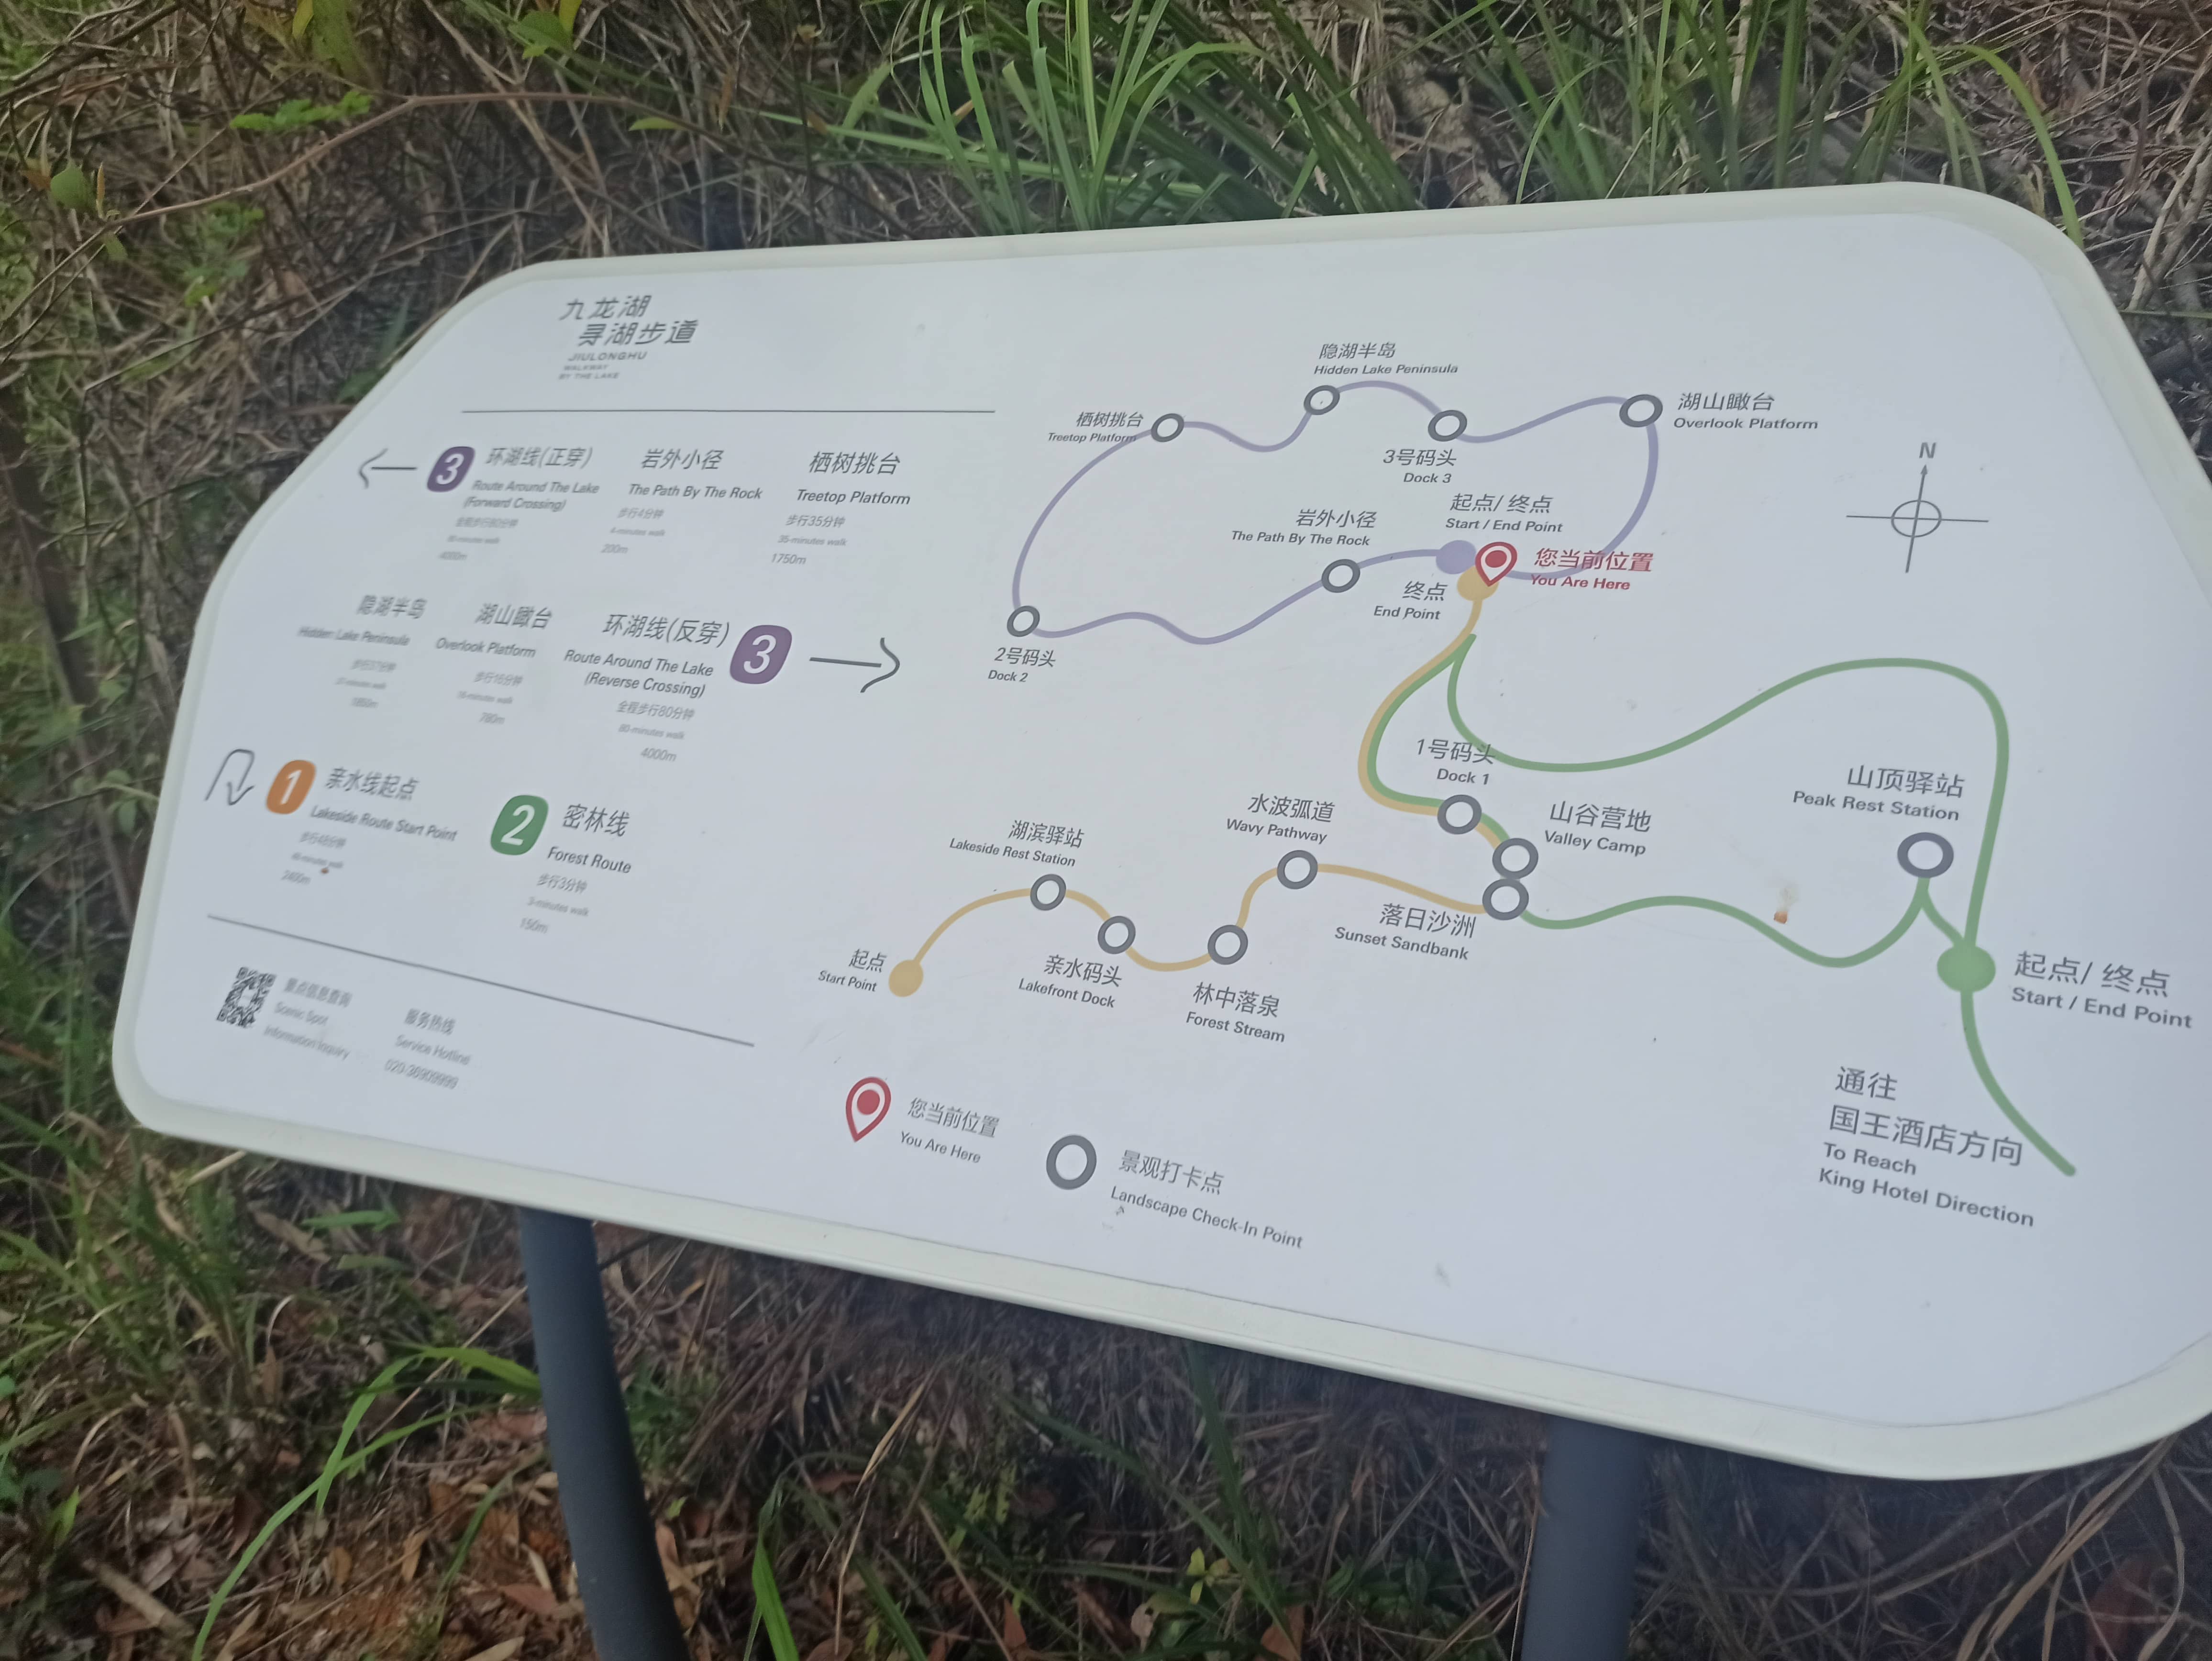 九龙湖
寻湖步道
JIULONGHU
WALKWAY
BY THE LAKE
3
环湖线(正穿)
Route Around The Lake
(Forward Crossing)
全程步行80分钟
80-minutes walk
4000m
岩外小径
The Path By The Rock
步行4分钟
4-minutes walk
200m
栖树挑台
Treetop Platform
步行35分钟
35-minutes walk
1750m
隐湖半岛
Hidden Lake Peninsula
步行37分钟
37-minutes walk
湖山瞰台
Overlook Platform
780m
环湖线(反穿)
Route Around The Lake
(Reverse Crossing)
全程步行80分钟
80-minutes walk
4000m
3
1
亲水线起点
Lakeside Route Start Point
步行48分钟
48-minutes walk
2400m
2
密林线
Forest Route
步行3分钟
3-minutes walk
150m
景点信息查询
Scenic Spot
Information Inquiry
服务热线
Service Hotline
020-36909999
隐湖半岛
Hidden Lake Peninsula
栖树挑台
Treetop Platform
湖山瞰台
Overlook Platform
3号码头
Dock 3
N
起点/ 终点
Start / End Point
岩外小径
The Path By The Rock
您当前位置
You Are Here
终点
End Point
2号码头
Dock 2
1号码头
Dock 1
山顶驿站
Peak Rest Station
水波弧道
Wavy Pathway
山谷营地
Valley Camp
湖滨驿站
Lakeside Rest Station
落日沙洲
Sunset Sandbank
起点
Start Point
亲水码头
Lakefront Dock
林中落泉
Forest Stream
起点/ 终点
Start / End Point
通往
国王酒店方向
To Reach
King Hotel Direction
您当前位置
You Are Here
景观打卡点
Landscape Check-In Point